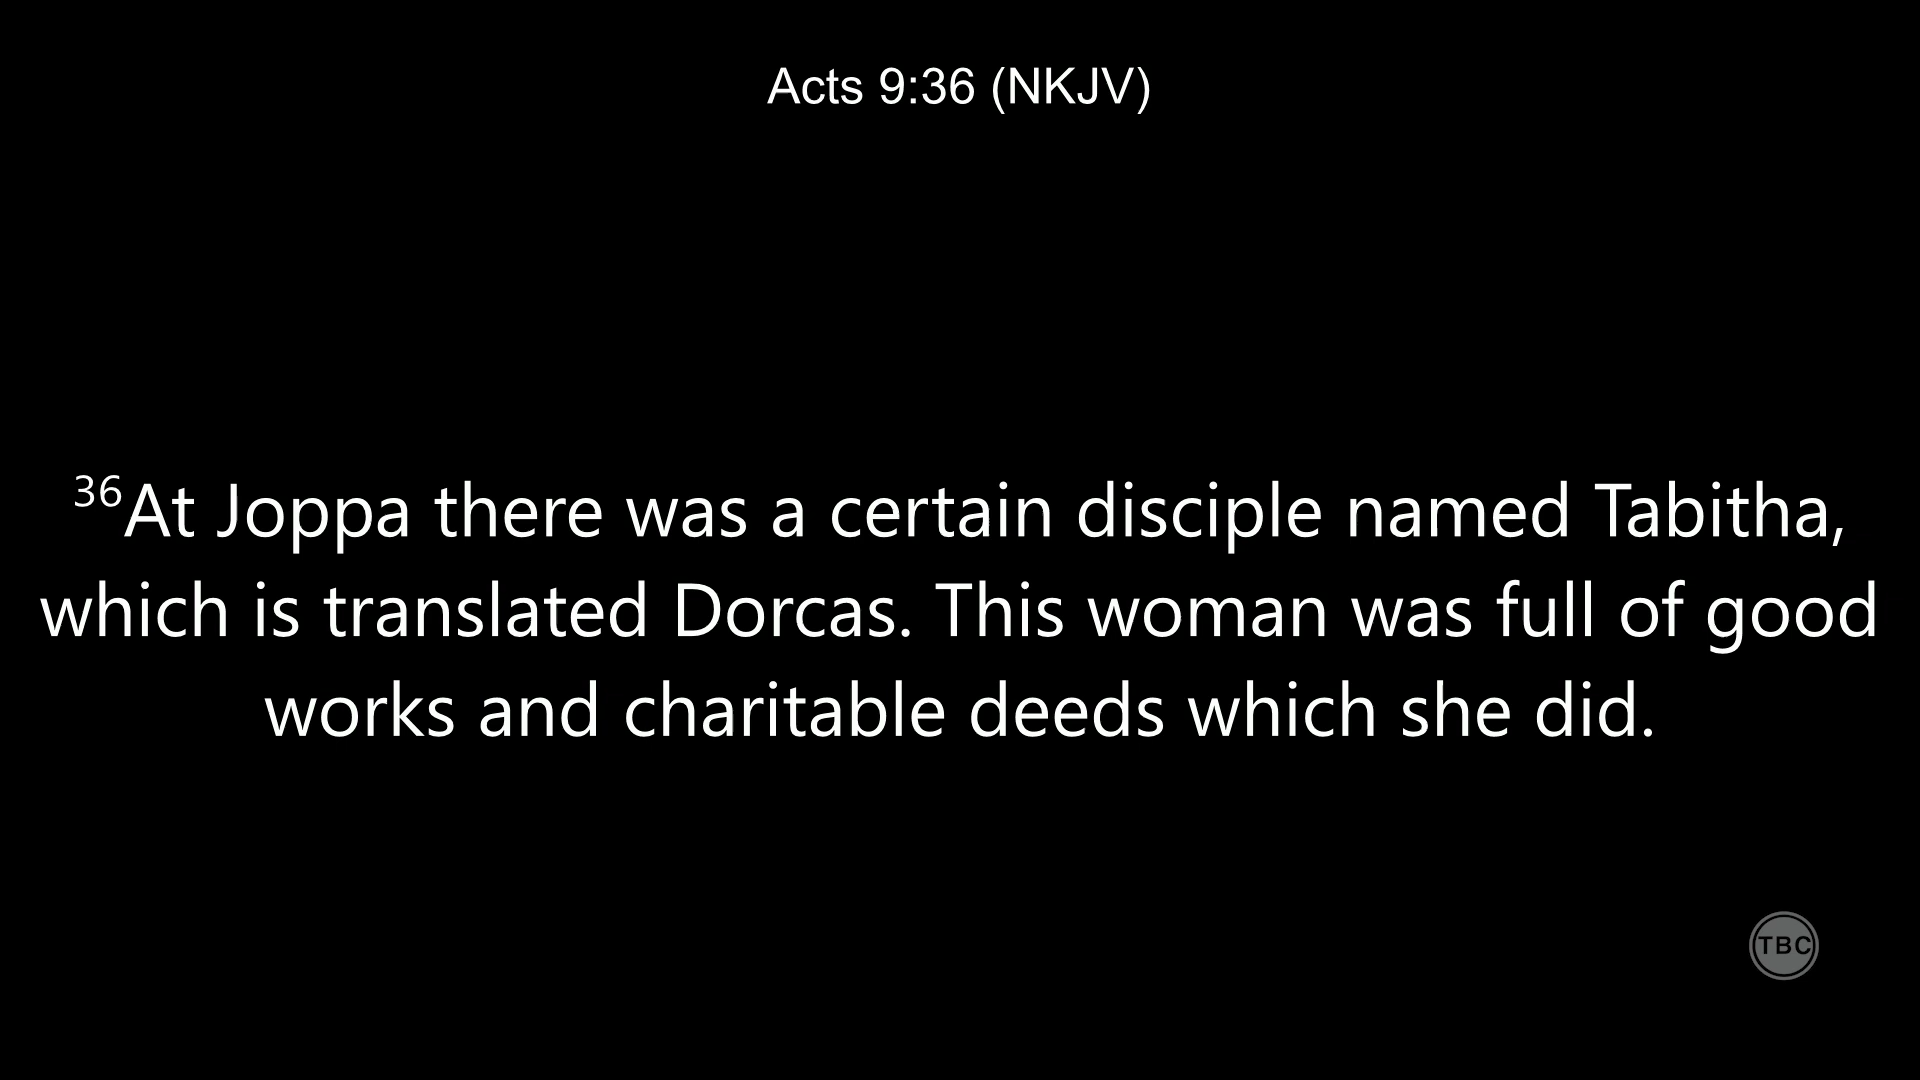 Acts 9:36 (NKJV)
36At Joppa there was a certain disciple named Tabitha,
which is translated Dorcas. This woman was full of good
works and charitable deeds which she did.
TBC